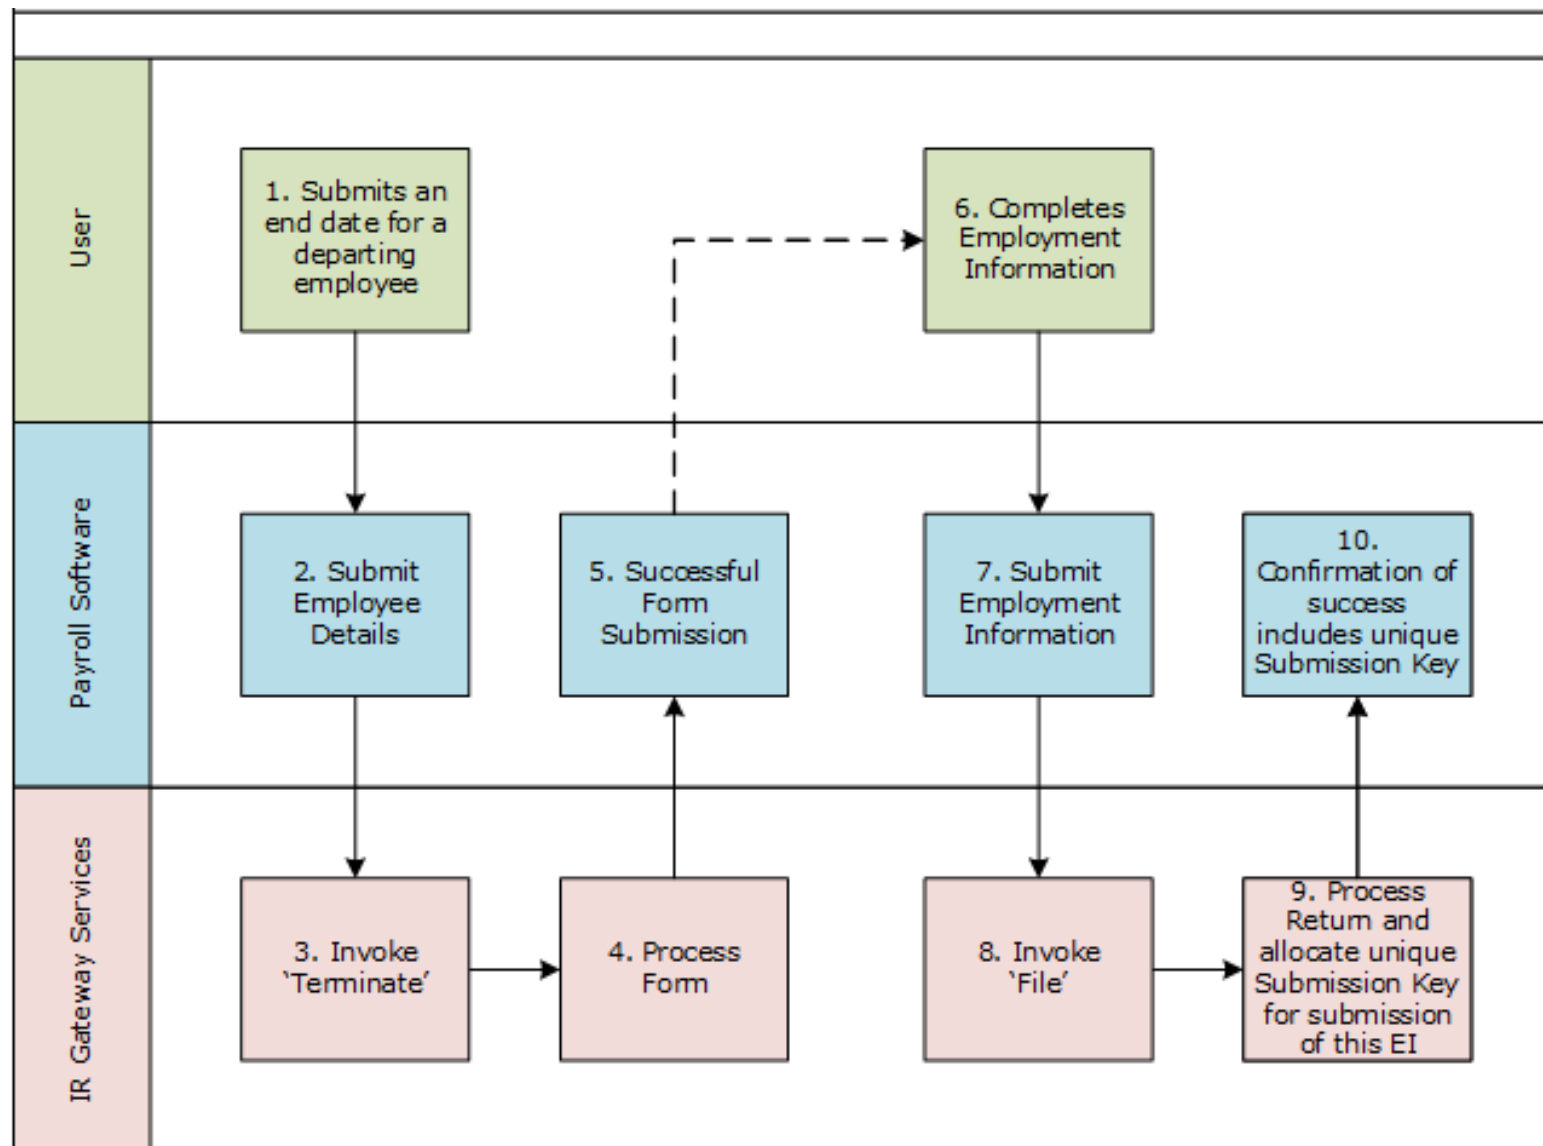 User
1. Submits an
end date for a
departing
employee
6. Completes
Employment
Information
Payroll Software
2. Submit
Employee
Details
5. Successful
Form
Submission
7. Submit
Employment
Information
10.
Confirmation of
success
includes unique
Submission Key
IR Gateway Services
3. Invoke
‘Terminate’
4. Process
Form
8. Invoke
‘File’
9. Process
Return and
allocate unique
Submission Key
for submission
of this EI